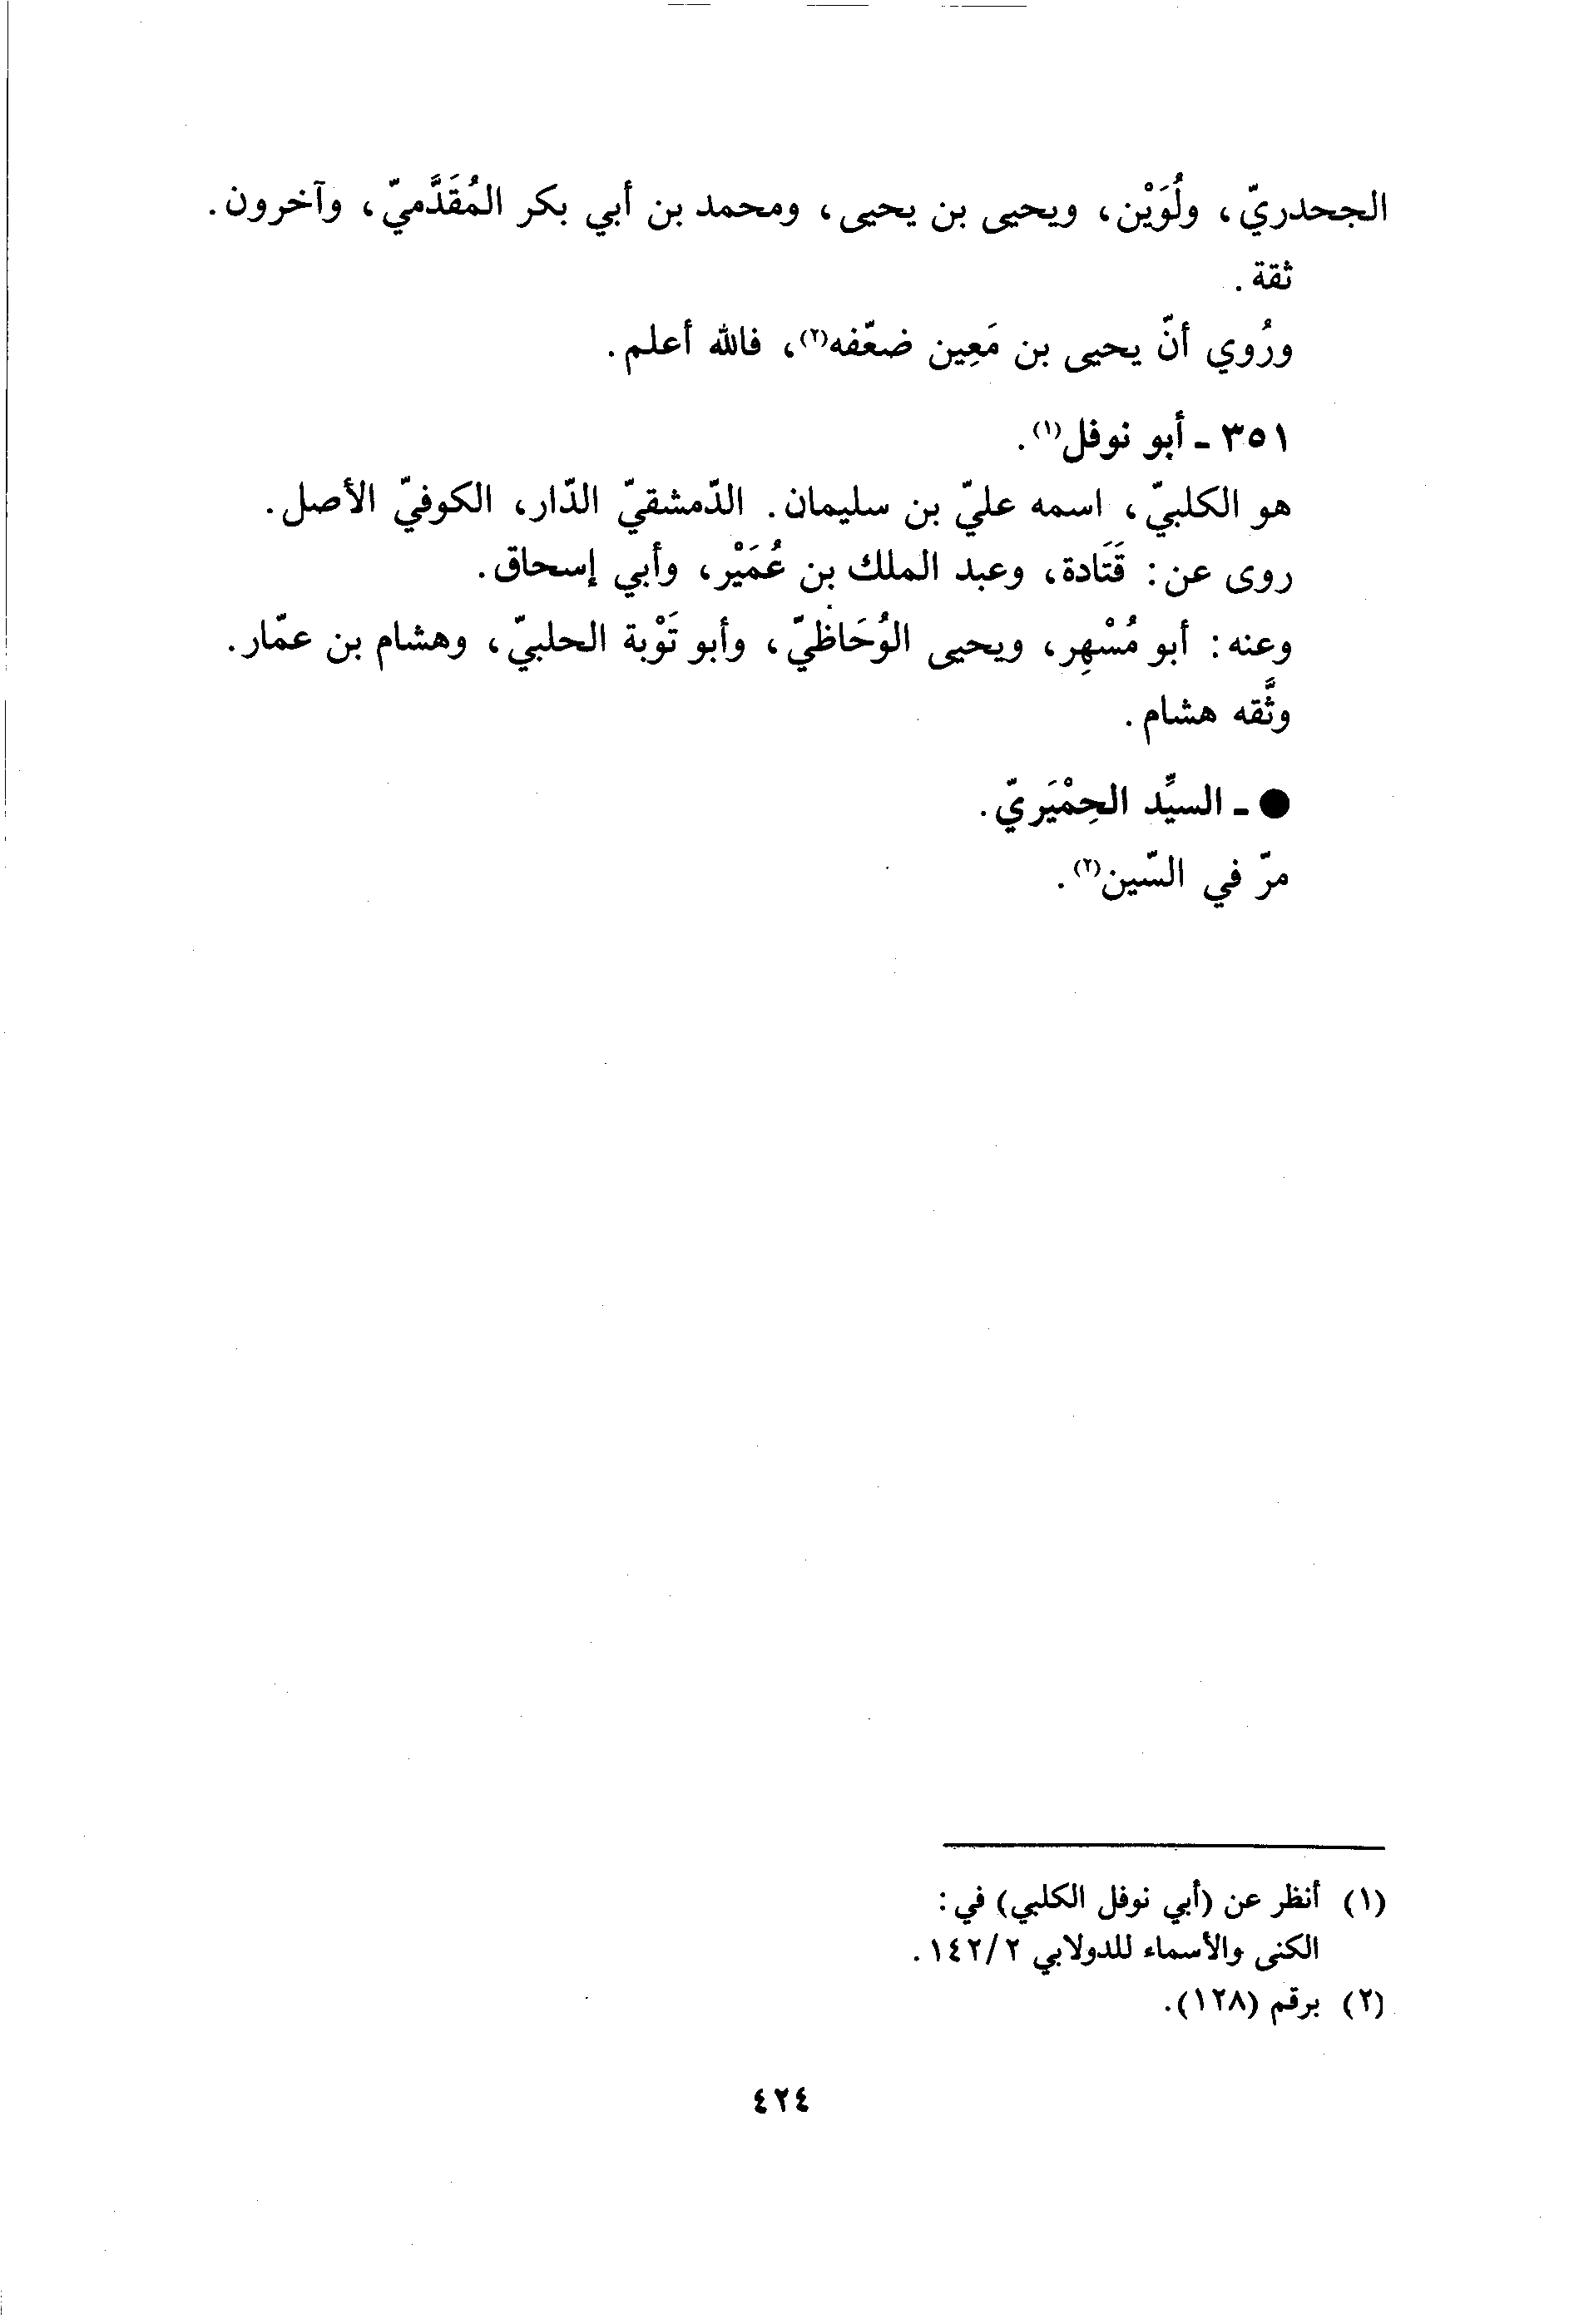 الجحدريّ، ولُوَيْن، ويحيى بن يحيى، ومحمد بن أبي بكر المُقَدَّميّ، وآخرون.
ثقة.
ورُوي أنّ يحيى بن مَعِين ضعّفه(٢)، فالله أعلم.
٣٥١ - أبو نوفل(١).
هو الكلبيّ، اسمه عليّ بن سليمان. الدّمشقيّ الدّار، الكوفيّ الأصل.
روى عن: قَتَادة، وعبد الملك بن عُمَيْر، وأبي إسحاق.
وعنه: أبو مُسْهِر، ويحيى الوُحَاظيّ، وأبو تَوْبة الحلبيّ، وهشام بن عمّار.
وثَّقه هشام.
● - السيِّد الحِمْيَريّ.
مرّ في السّين(٢).
(١) أنظر عن (أبي نوفل الكلبي) في:
الكنى والأسماء للدولابي ١٤٢/٢.
(٢) برقم (١٢٨).
٤٢٤